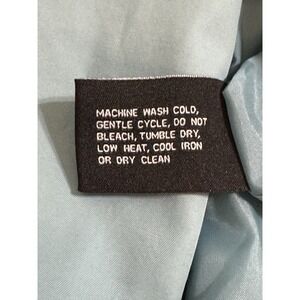 MACHINE WASH COLD,
GENTLE CYCLE, DO NOT
BLEACH, TUMBLE DRY,
LOW HEAT, COOL IRON
OR DRY CLEAN